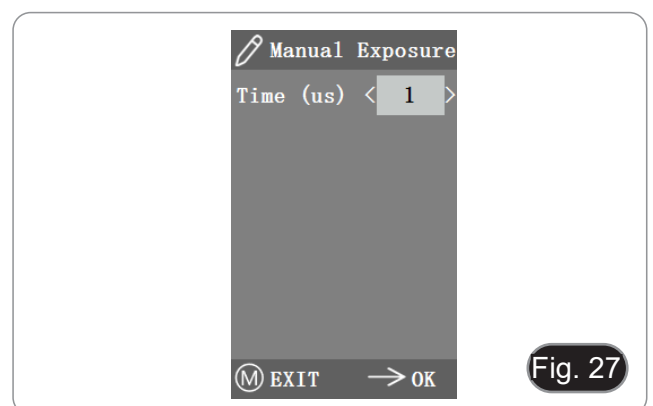 Manual Exposure
Time (us) < 1 >
M EXIT → OK
Fig. 27